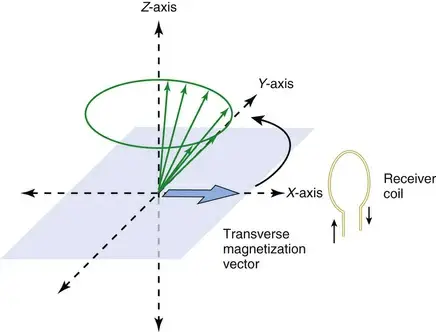 Z-axis
Y-axis
X-axis
Receiver
coil
Transverse
magnetization
vector